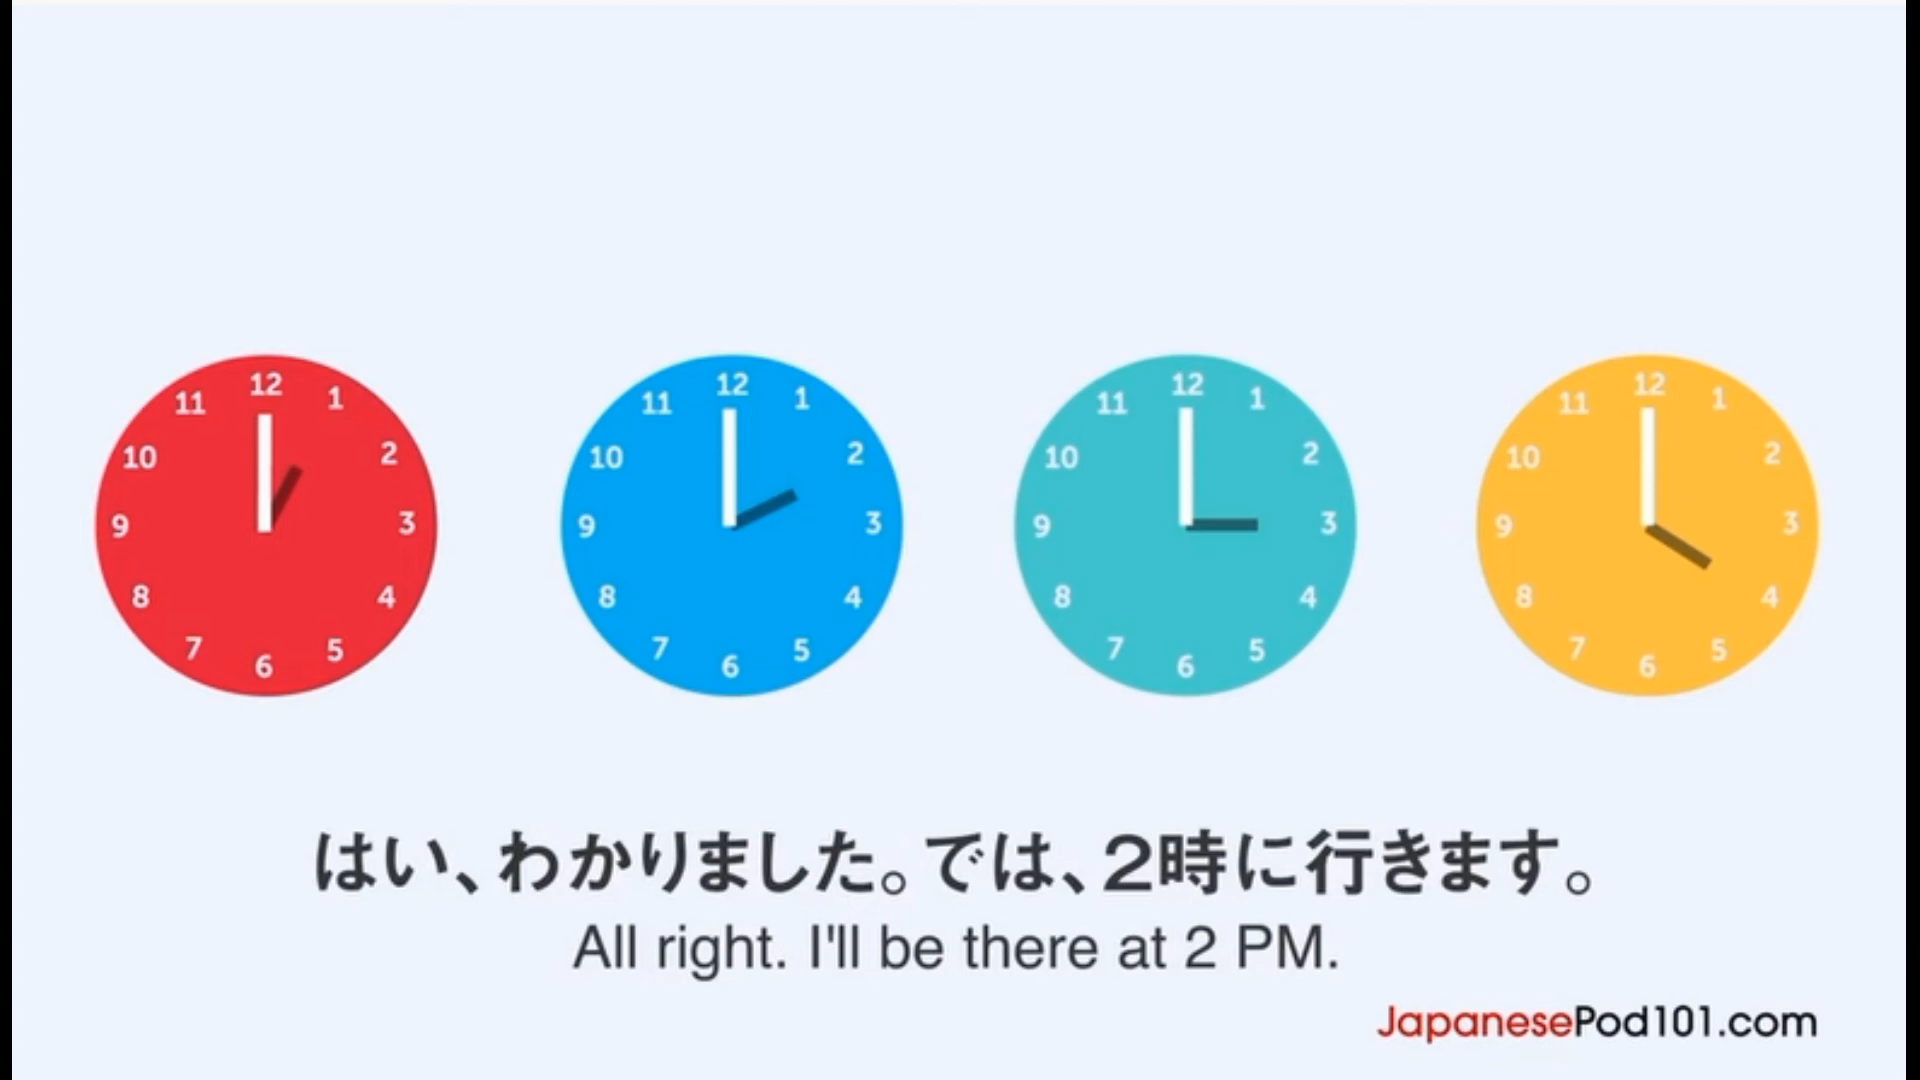 12 12 12 12
11 1 11 1 11 1 11 1
10 2 10 2 10 2 10 2
9 3 9 3 9 3 9 3
8 4 8 4 8 4 8 4
7 5 7 5 7 5 7 5
6 6 6 6
はい、わかりました。では、2時に行きます。
All right. I'll be there at 2 PM.
JapanesePod101.com